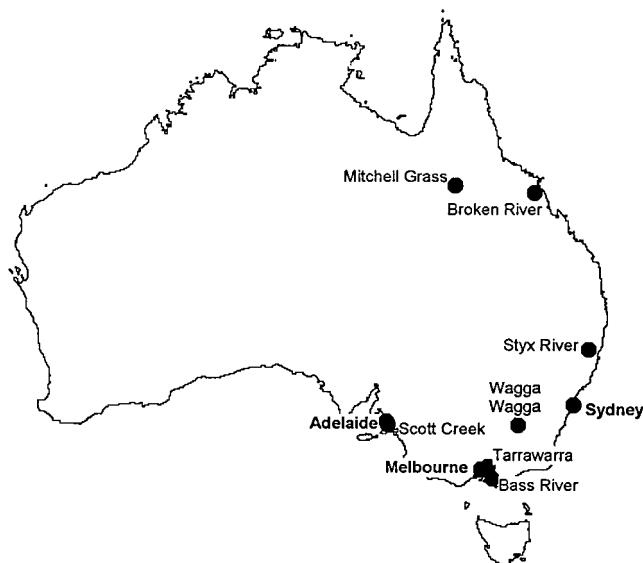 Mitchell Grass
Broken River
Styx River
Wagga
Wagga
Sydney
Adelaide
Scott Creek
Tarrawarra
Melbourne
Bass River